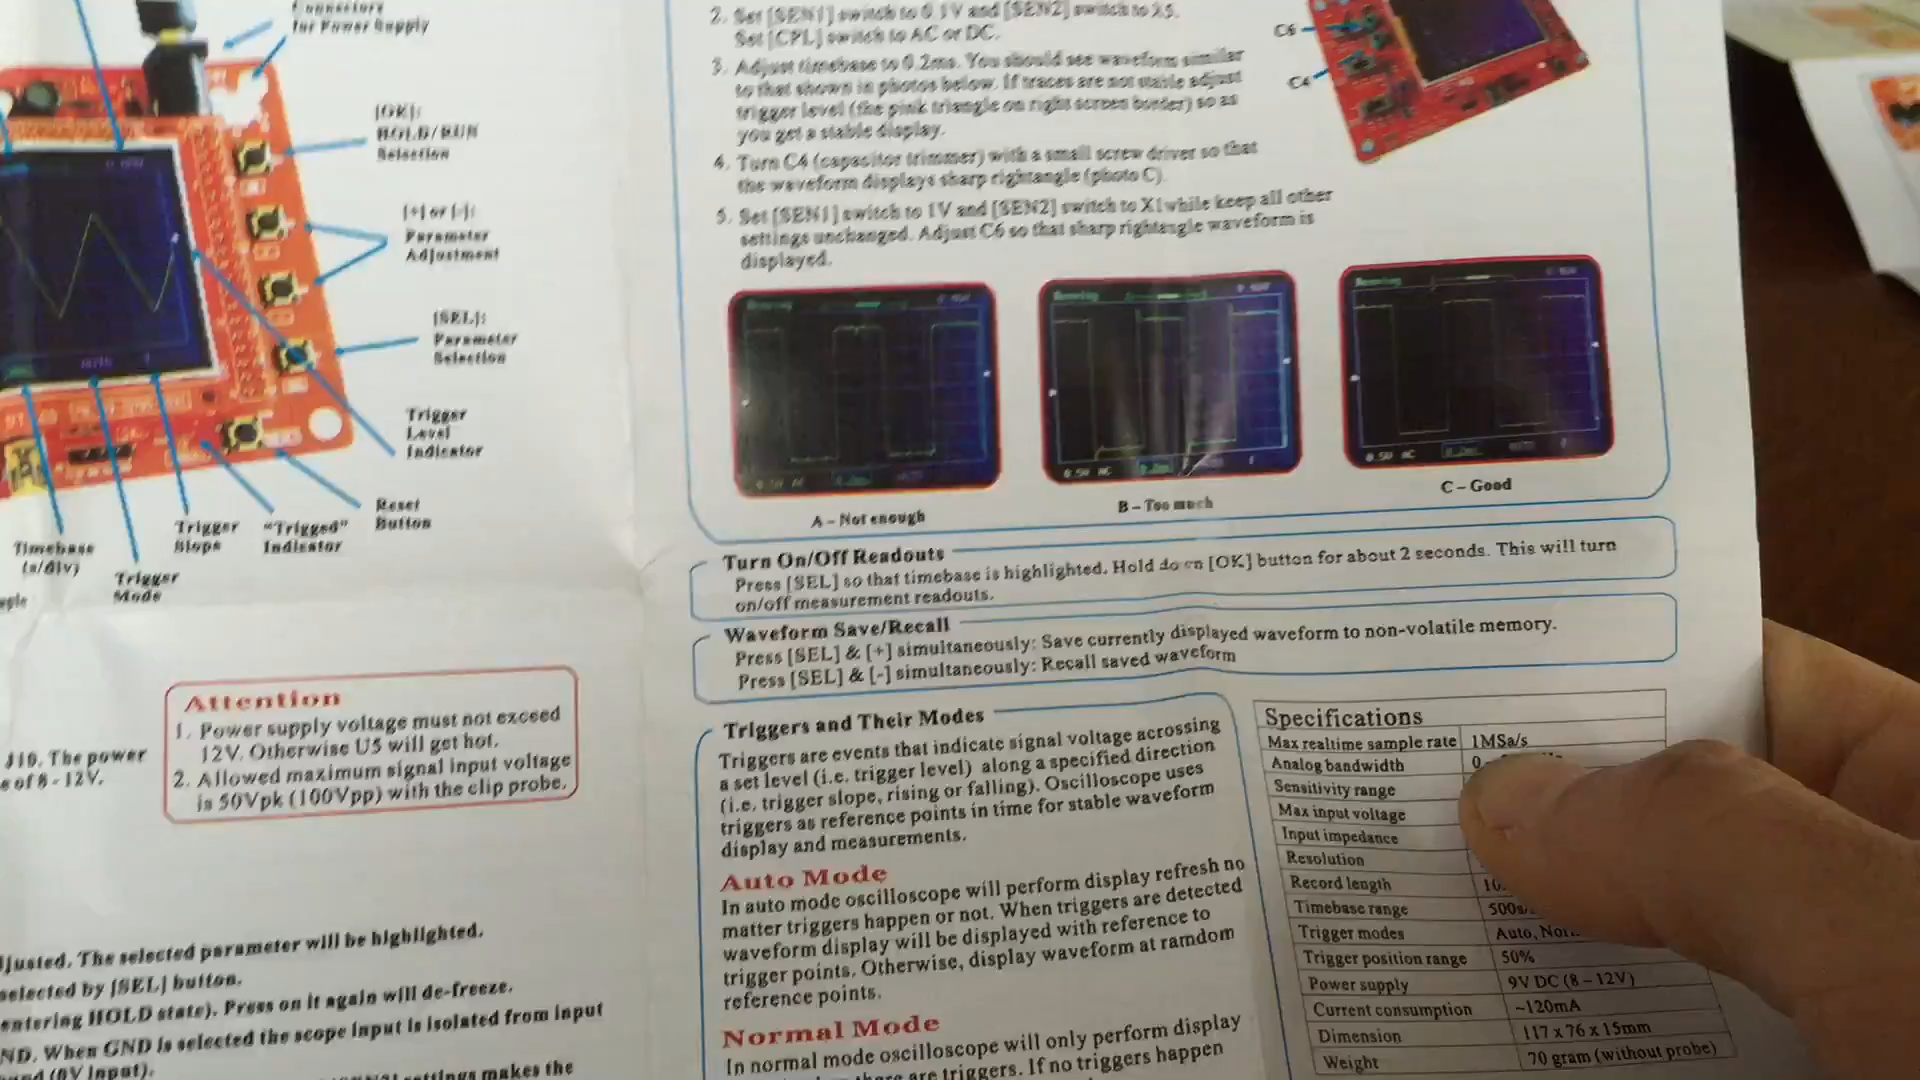 Connectors
for Power Supply
[OK]:
HOLD/RUN
Selection
[+] or [-]:
Parameter
Adjustment
[SEL]:
Parameter
Selection
Trigger
Level
Indicator
Reset
Button
"Trigged"
Indicator
Trigger
Slope
Trigger
Mode
Timebase
(s/div)
Attention
1. Power supply voltage must not exceed
12V. Otherwise U5 will get hot.
2. Allowed maximum signal input voltage
is 50Vpk (100Vpp) with the clip probe.
J10. The power
of 8 - 12V.
The selected parameter will be highlighted.
selected by [SEL] button.
entering HOLD state). Press on it again will de-freeze.
ND. When GND is selected the scope input is isolated from input
(0V input).
settings makes the
2. Set [SEN1] switch to 0.1V and [SEN2] switch to X5.
Set [CPL] switch to AC or DC.
3. Adjust timebase to 0.2ms. You should see waveform similar
to that shown in photos below. If traces are not stable adjust
trigger level (the pink triangle on right screen border) so as
you get a stable display.
4. Turn C4 (capacitor trimmer) with a small screw driver so that
the waveform displays sharp rightangle (photo C).
5. Set [SEN1] switch to 1V and [SEN2] switch to X1 while keep all other
settings unchanged. Adjust C6 so that sharp rightangle waveform is
displayed.
C6
C4
A – Not enough
B – Too much
C – Good
Turn On/Off Readouts
Press [SEL] so that timebase is highlighted. Hold down [OK] button for about 2 seconds. This will turn
on/off measurement readouts.
Waveform Save/Recall
Press [SEL] & [+] simultaneously: Save currently displayed waveform to non-volatile memory.
Press [SEL] & [-] simultaneously: Recall saved waveform
Triggers and Their Modes
Triggers are events that indicate signal voltage acrossing
a set level (i.e. trigger level) along a specified direction
(i.e. trigger slope, rising or falling). Oscilloscope uses
triggers as reference points in time for stable waveform
display and measurements.
Auto Mode
In auto mode oscilloscope will perform display refresh no
matter triggers happen or not. When triggers are detected
waveform display will be displayed with reference to
trigger points. Otherwise, display waveform at ramdom
reference points.
Normal Mode
In normal mode oscilloscope will only perform display
there are triggers. If no triggers happen
Specifications
Max realtime sample rate 1MSa/s
Analog bandwidth 0
Sensitivity range
Max input voltage
Input impedance
Resolution
Record length
Timebase range 500s
Trigger modes Auto,
Trigger position range 50%
Power supply 9V DC (8 – 12V)
Current consumption ~120mA
Dimension 117 x 76 x 15mm
Weight 70 gram (without probe)